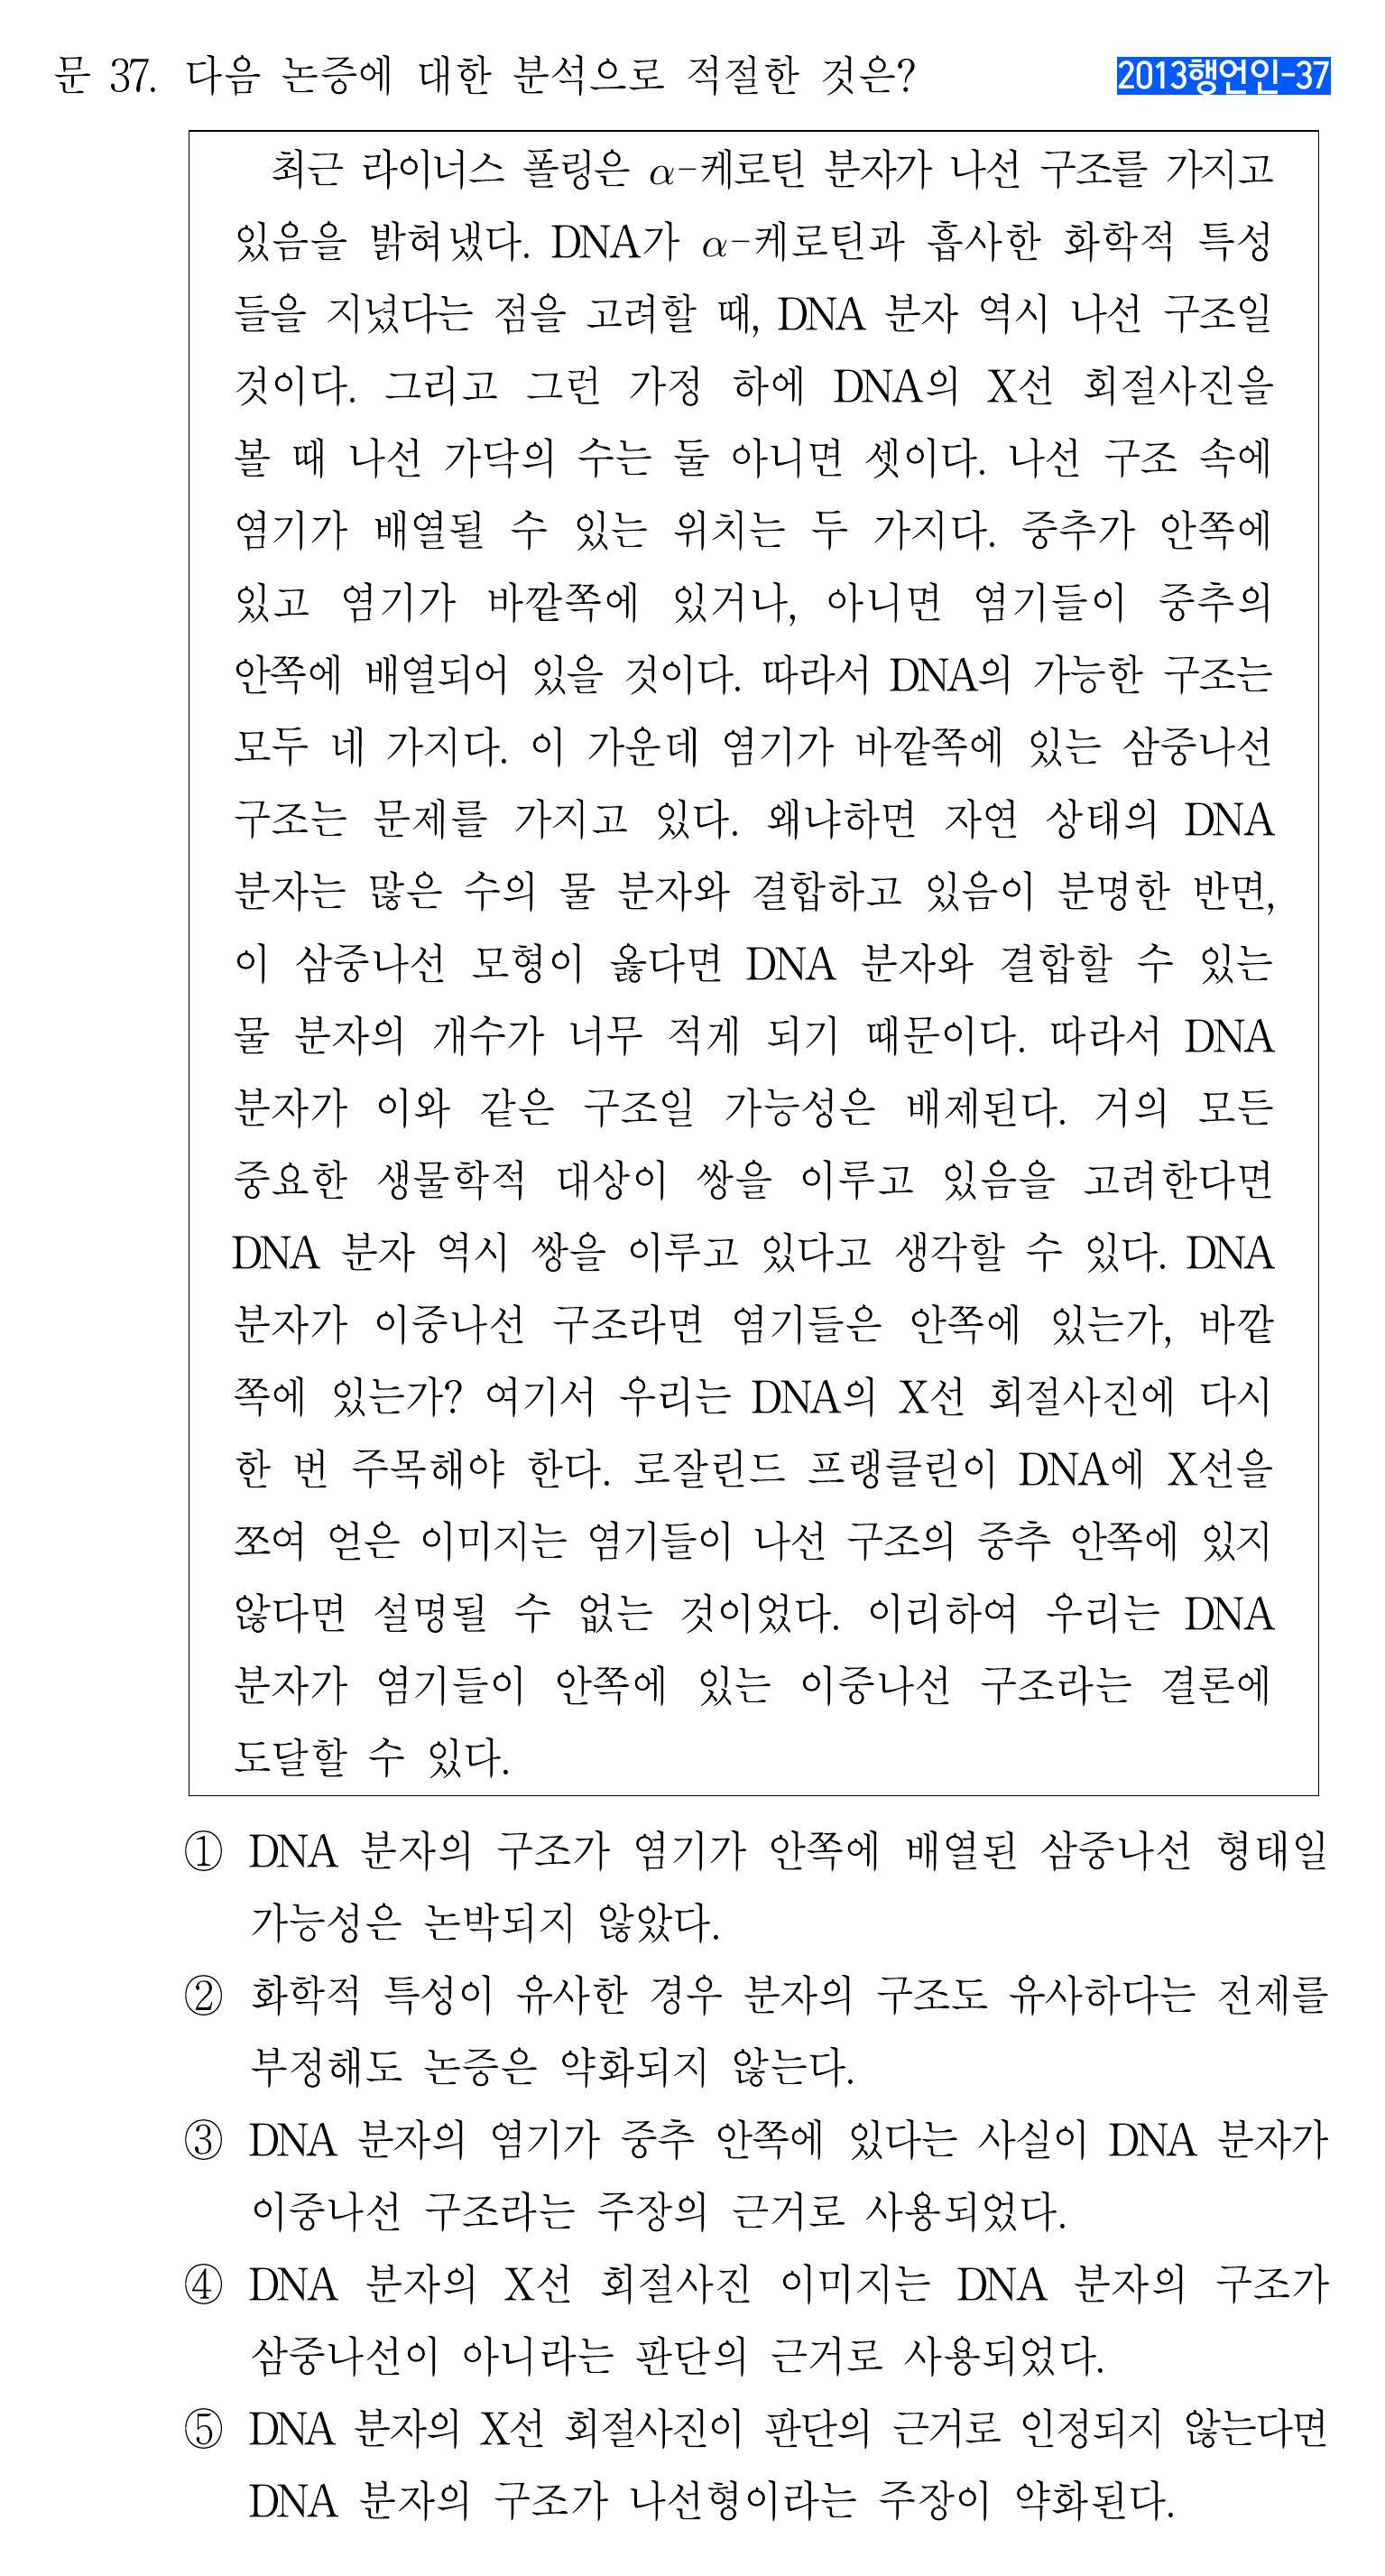 문 37. 다음 논증에 대한 분석으로 적절한 것은?
2013행언인-37
최근 라이너스 폴링은 α-케로틴 분자가 나선 구조를 가지고
있음을 밝혀냈다. DNA가 α-케로틴과 흡사한 화학적 특성
들을 지녔다는 점을 고려할 때, DNA 분자 역시 나선 구조일
것이다. 그리고 그런 가정 하에 DNA의 X선 회절사진을
볼 때 나선 가닥의 수는 둘 아니면 셋이다. 나선 구조 속에
염기가 배열될 수 있는 위치는 두 가지다. 중추가 안쪽에
있고 염기가 바깥쪽에 있거나, 아니면 염기들이 중추의
안쪽에 배열되어 있을 것이다. 따라서 DNA의 가능한 구조는
모두 네 가지다. 이 가운데 염기가 바깥쪽에 있는 삼중나선
구조는 문제를 가지고 있다. 왜냐하면 자연 상태의 DNA
분자는 많은 수의 물 분자와 결합하고 있음이 분명한 반면,
이 삼중나선 모형이 옳다면 DNA 분자와 결합할 수 있는
물 분자의 개수가 너무 적게 되기 때문이다. 따라서 DNA
분자가 이와 같은 구조일 가능성은 배제된다. 거의 모든
중요한 생물학적 대상이 쌍을 이루고 있음을 고려한다면
DNA 분자 역시 쌍을 이루고 있다고 생각할 수 있다. DNA
분자가 이중나선 구조라면 염기들은 안쪽에 있는가, 바깥
쪽에 있는가? 여기서 우리는 DNA의 X선 회절사진에 다시
한 번 주목해야 한다. 로잘린드 프랭클린이 DNA에 X선을
쪼여 얻은 이미지는 염기들이 나선 구조의 중추 안쪽에 있지
않다면 설명될 수 없는 것이었다. 이리하여 우리는 DNA
분자가 염기들이 안쪽에 있는 이중나선 구조라는 결론에
도달할 수 있다.
① DNA 분자의 구조가 염기가 안쪽에 배열된 삼중나선 형태일
가능성은 논박되지 않았다.
② 화학적 특성이 유사한 경우 분자의 구조도 유사하다는 전제를
부정해도 논증은 약화되지 않는다.
③ DNA 분자의 염기가 중추 안쪽에 있다는 사실이 DNA 분자가
이중나선 구조라는 주장의 근거로 사용되었다.
④ DNA 분자의 X선 회절사진 이미지는 DNA 분자의 구조가
삼중나선이 아니라는 판단의 근거로 사용되었다.
⑤ DNA 분자의 X선 회절사진이 판단의 근거로 인정되지 않는다면
DNA 분자의 구조가 나선형이라는 주장이 약화된다.